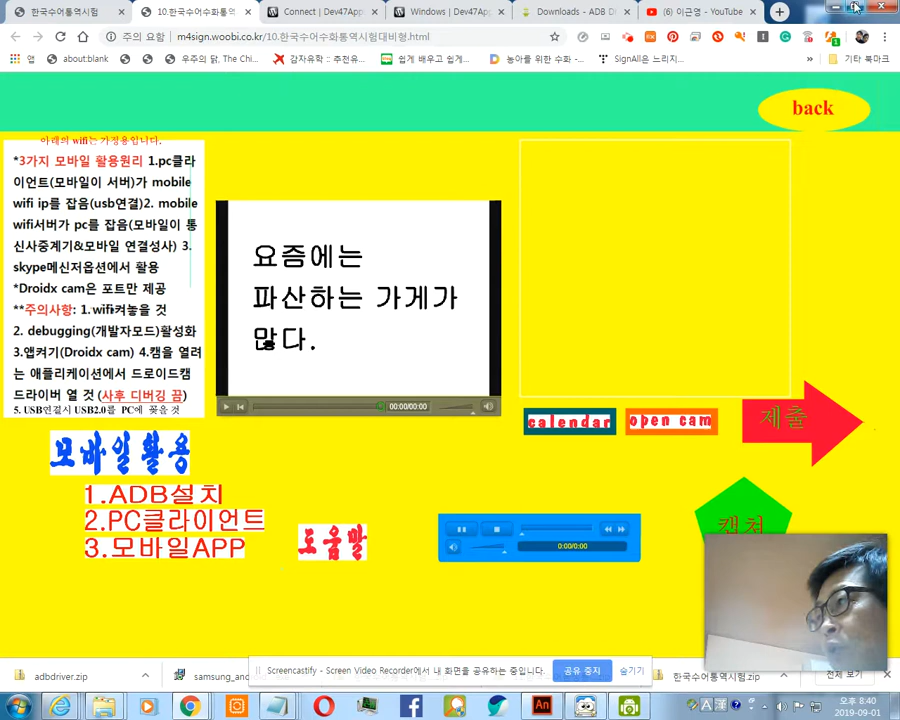 한국수어통역시험
10.한국수어수화통역
Connect | Dev47App
Windows | Dev47App
Downloads - ADB D
(6) 이근영 - YouTube
주의 요함 | m4sign.woobi.co.kr/10.한국수어수화통역시험대비형.html
앱
about:blank
우주의 닭, The Chi
감자유학 :: 추천유
쉽게 배우고 쉽게
농아를 위한 수화 -
SignAll은 느리지
기타 북마크
back
아래의 wifi는 가정용입니다.
*3가지 모바일 활용원리 1.pc클라
이언트(모바일이 서버)가 mobile
wifi ip를 잡음(usb연결)2. mobile
wifi서버가 pc를 잡음(모바일이 통
신사중계기&모바일 연결성사) 3.
skype메신저옵션에서 활용
*Droidx cam은 포트만 제공
**주의사항: 1.wifi켜놓을 것
2. debugging(개발자모드)활성화
3.앱켜기(Droidx cam) 4.캠을 열려
는 애플리케이션에서 드로이드캠
드라이버 열 것 (사후 디버깅 끔)
5. USB연결시 USB2.0를 PC에 꽂을 것
요즘에는
파산하는 가게가
많다.
00:00/00:00
calendar
open cam
제출
모바일활용
1.ADB설치
2.PC클라이언트
3.모바일APP
도움말
0:00/0:00
캡쳐
adbdriver.zip
samsung_and
Screencastify - Screen Video Recorder에서 내 화면을 공유하는 중입니다.
공유 중지
숨기기
한국수어통역시험.zip
전체 보기
오후 8:40
2019-09-01